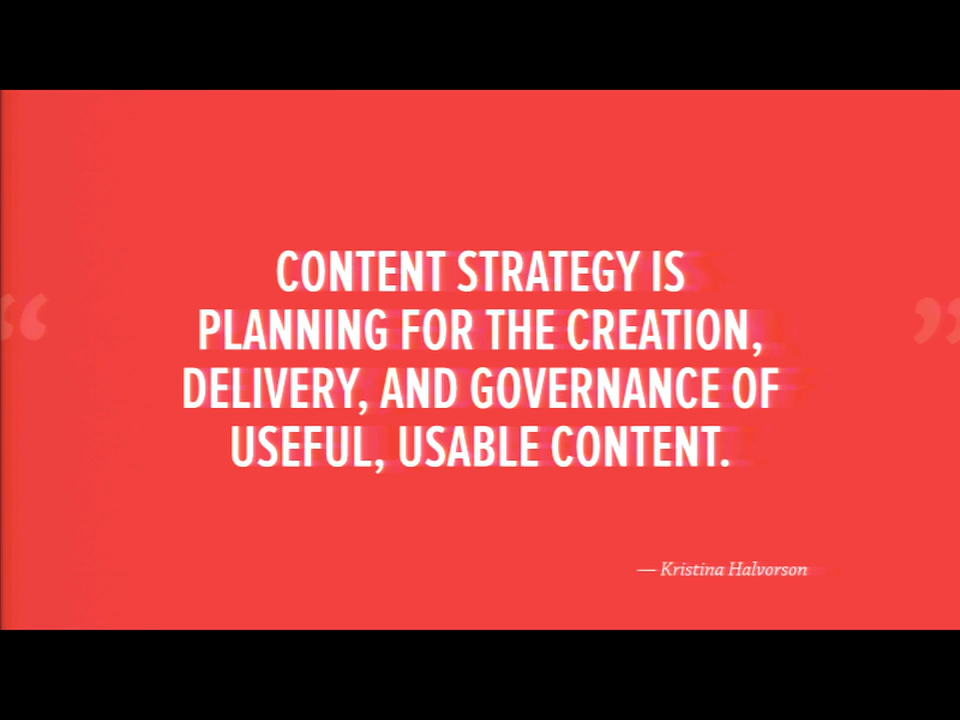 “
CONTENT STRATEGY IS
PLANNING FOR THE CREATION,
DELIVERY, AND GOVERNANCE OF
USEFUL, USABLE CONTENT.
”
— Kristina Halvorson